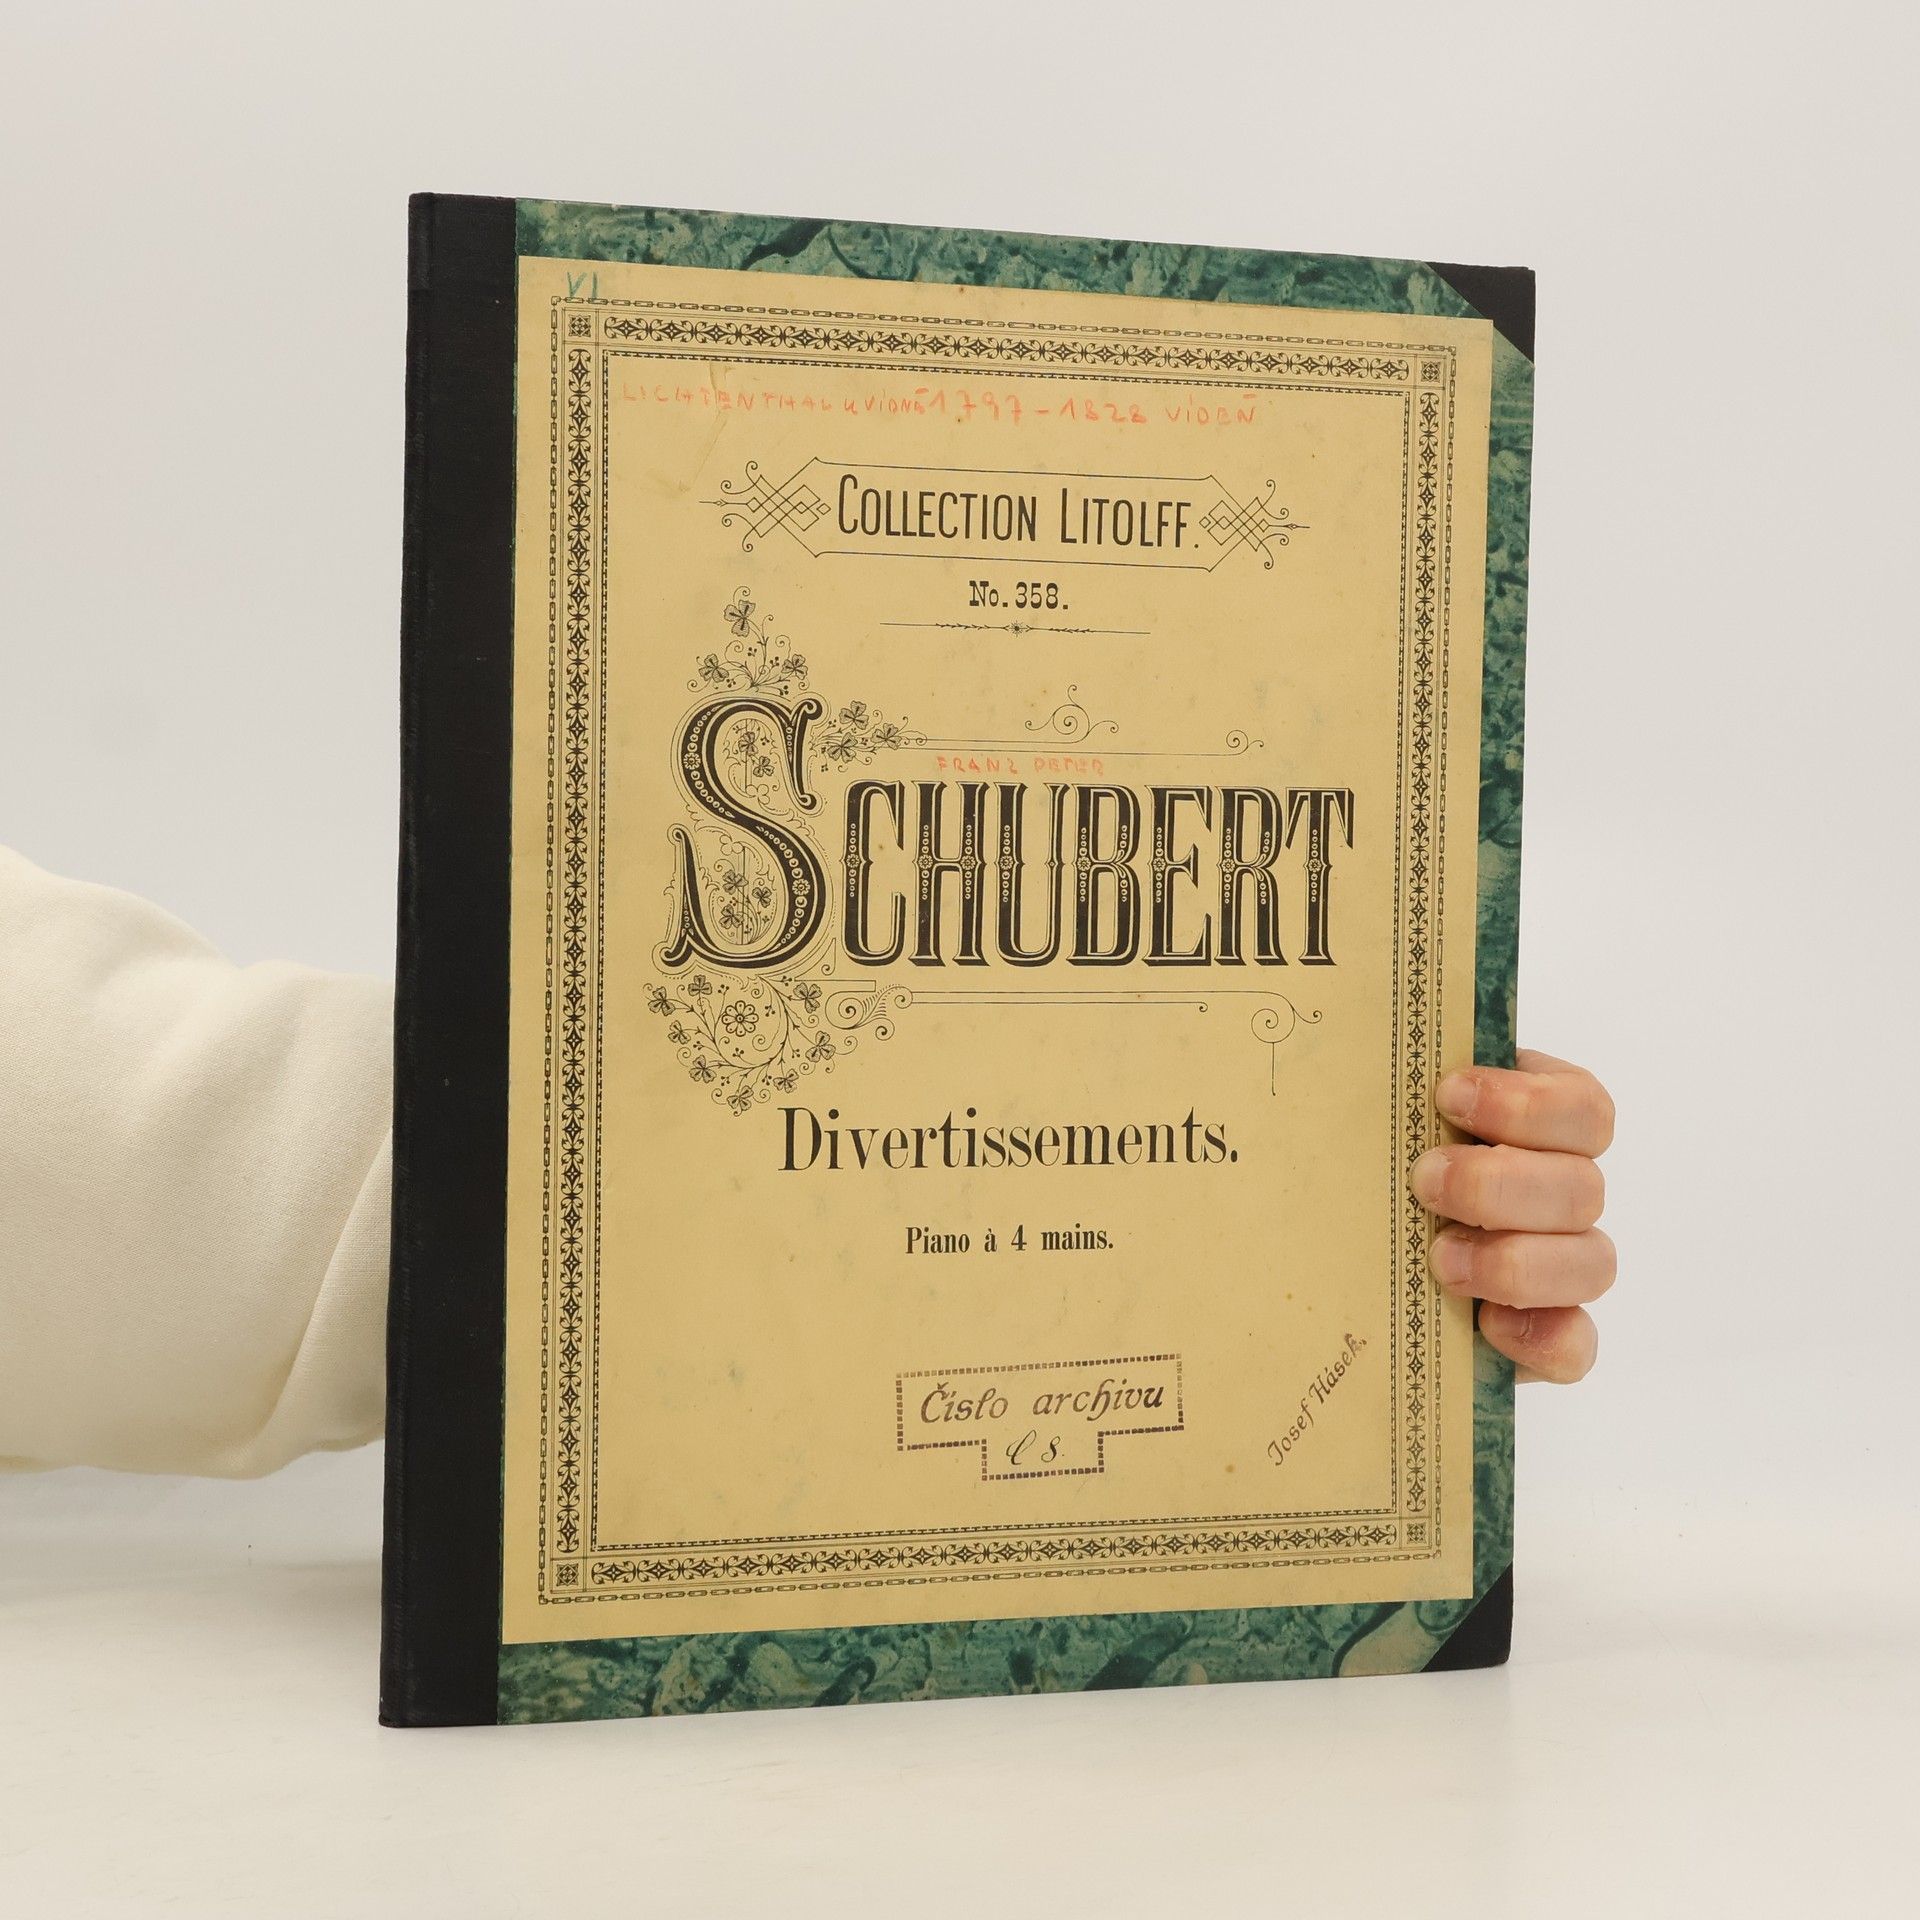 VI
LICHTENTHAL U VÍDNĚ 1797 - 1828 VÍDEŇ
COLLECTION LITOLFF.
No. 358.
FRANZ PETER
SCHUBERT
Divertissements.
Piano à 4 mains.
Číslo archivu
Josef Hásek.